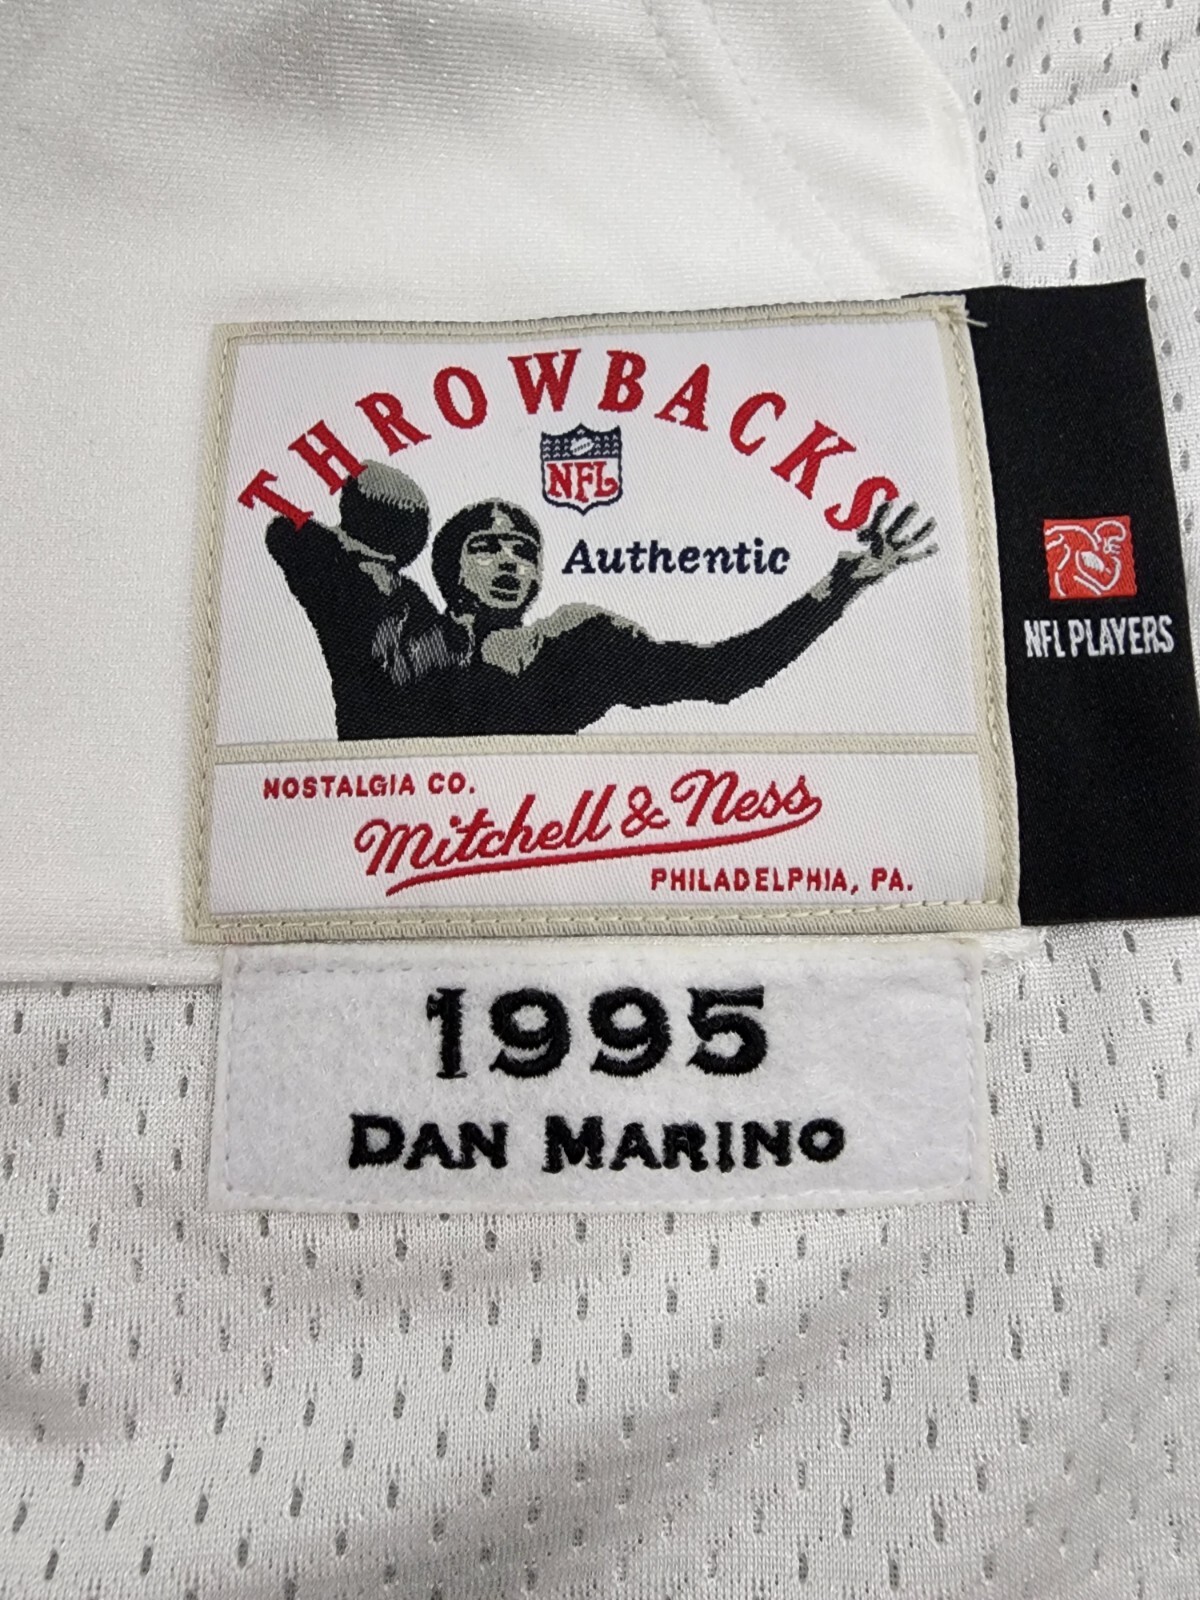 THROWBACKS
NFL
Authentic
NFL PLAYERS
NOSTALGIA CO.
Mitchell & Ness
PHILADELPHIA, PA.
1995
DAN MARINO